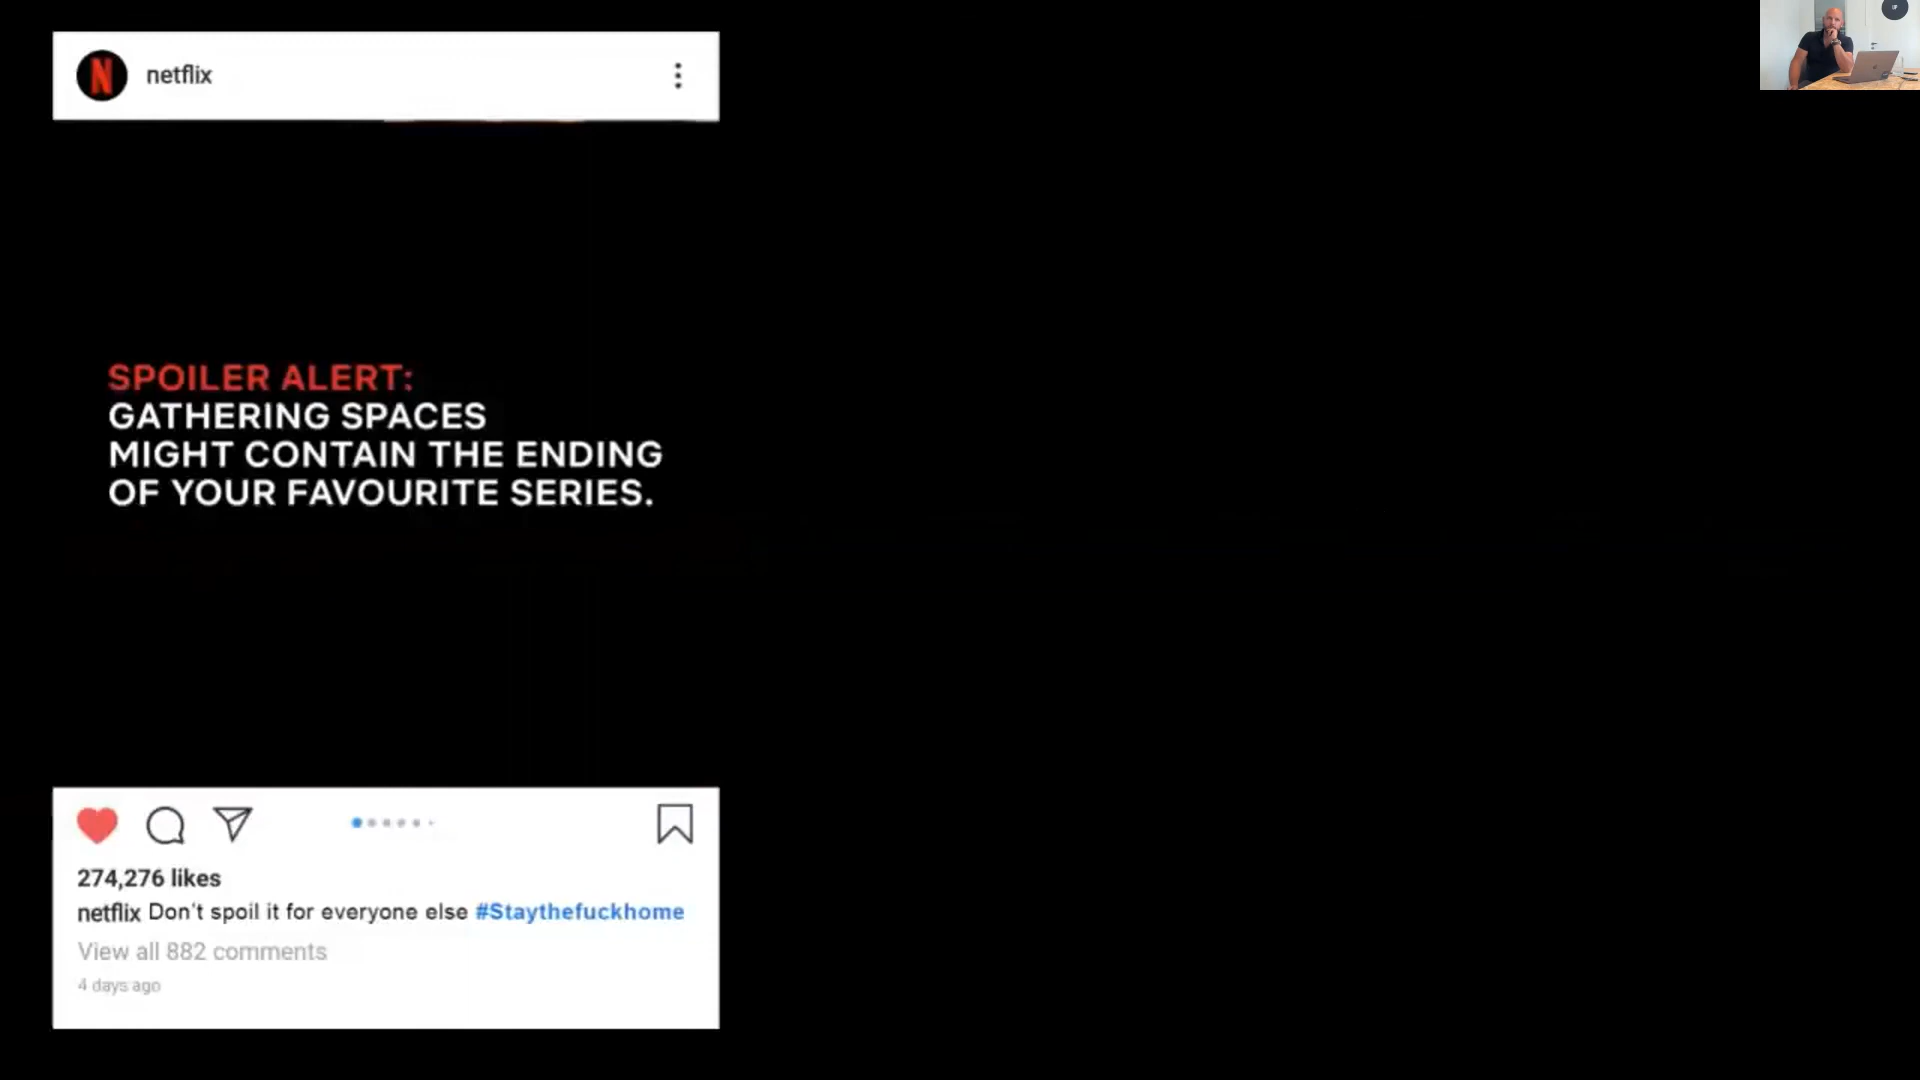 netflix
SPOILER ALERT:
GATHERING SPACES
MIGHT CONTAIN THE ENDING
OF YOUR FAVOURITE SERIES.
274,276 likes
netflix Don't spoil it for everyone else #Staythefuckhome
View all 882 comments
4 days ago